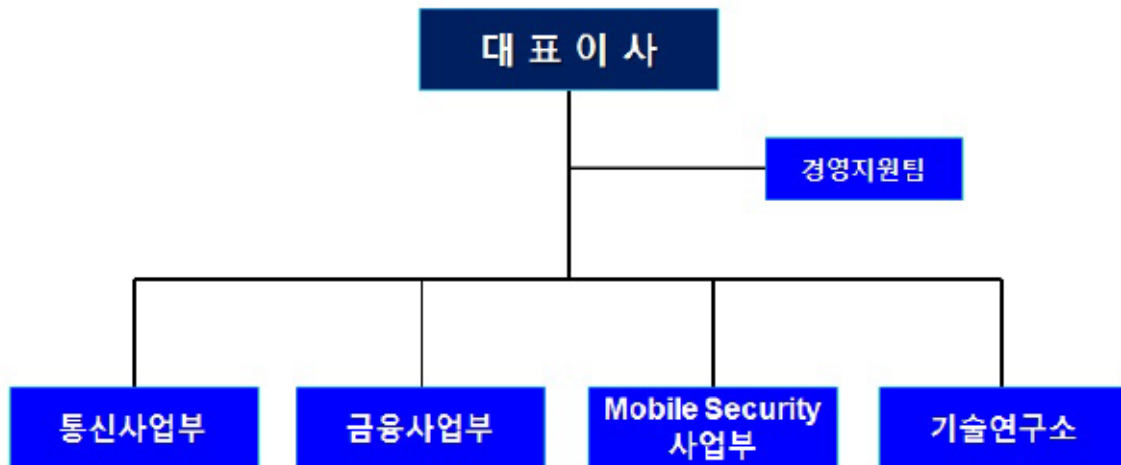 대 표 이 사
경영지원팀
통신사업부
금융사업부
Mobile Security
사업부
기술연구소